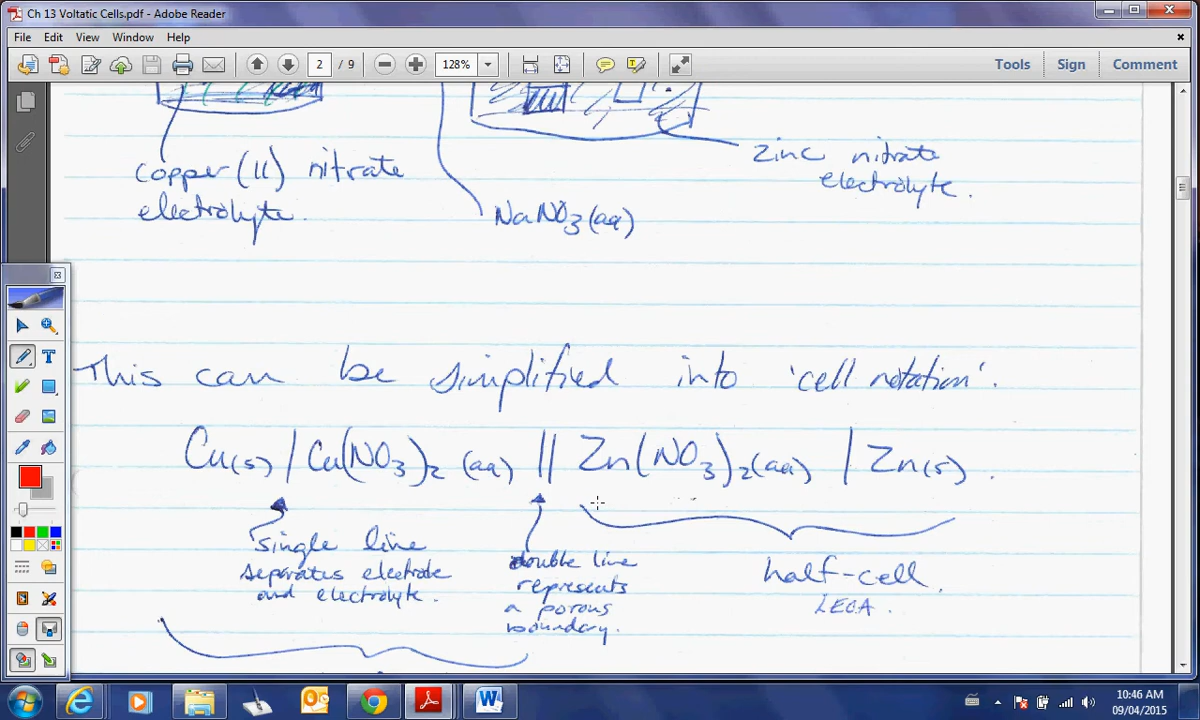 Ch 13 Voltatic Cells.pdf - Adobe Reader
File Edit View Window Help
2 / 9 128% Tools Sign Comment
copper (II) nitrate
electrolyte.
NaNO3(aq)
zinc nitrate
electrolyte.
This can be simplified into 'cell notation'.
Cu(s) / Cu(NO3)2 (aq) // Zn(NO3)2(aq) / Zn(s).
single line
separates electrode
and electrolyte.
double line
represents
a porous
boundary.
half-cell.
LEOA.
T
W
10:46 AM
09/04/2015